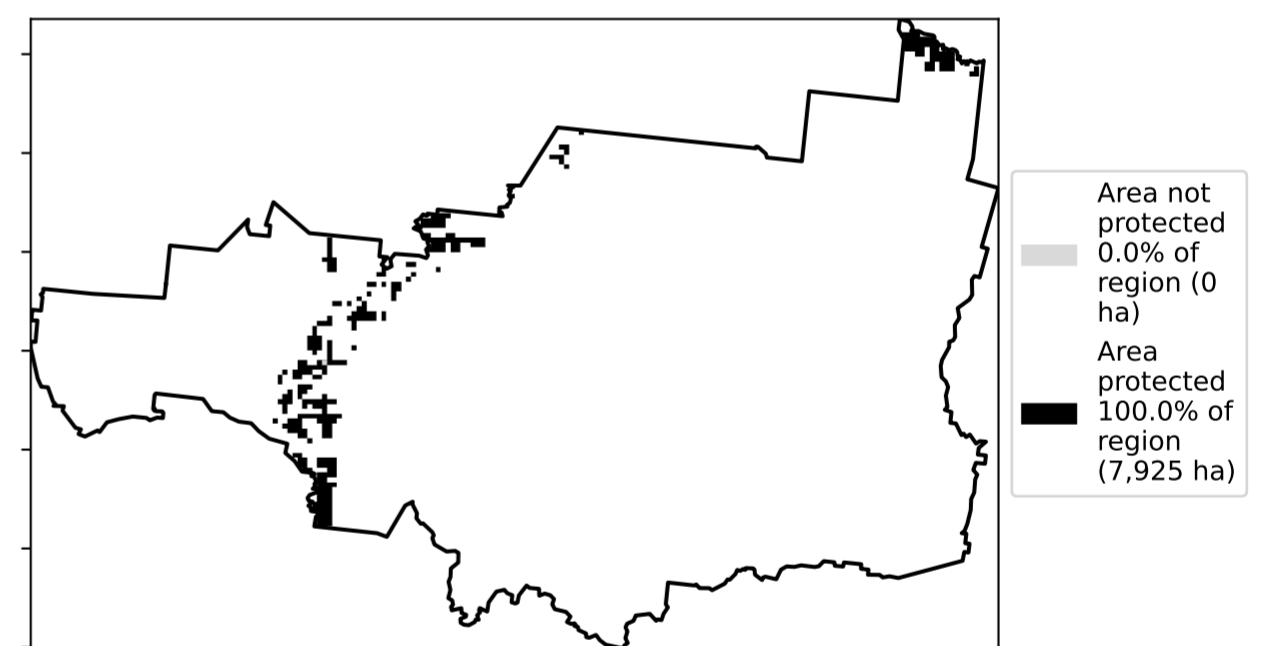 Area not
protected
0.0% of
region (0
ha)
Area
protected
100.0% of
region
(7,925 ha)